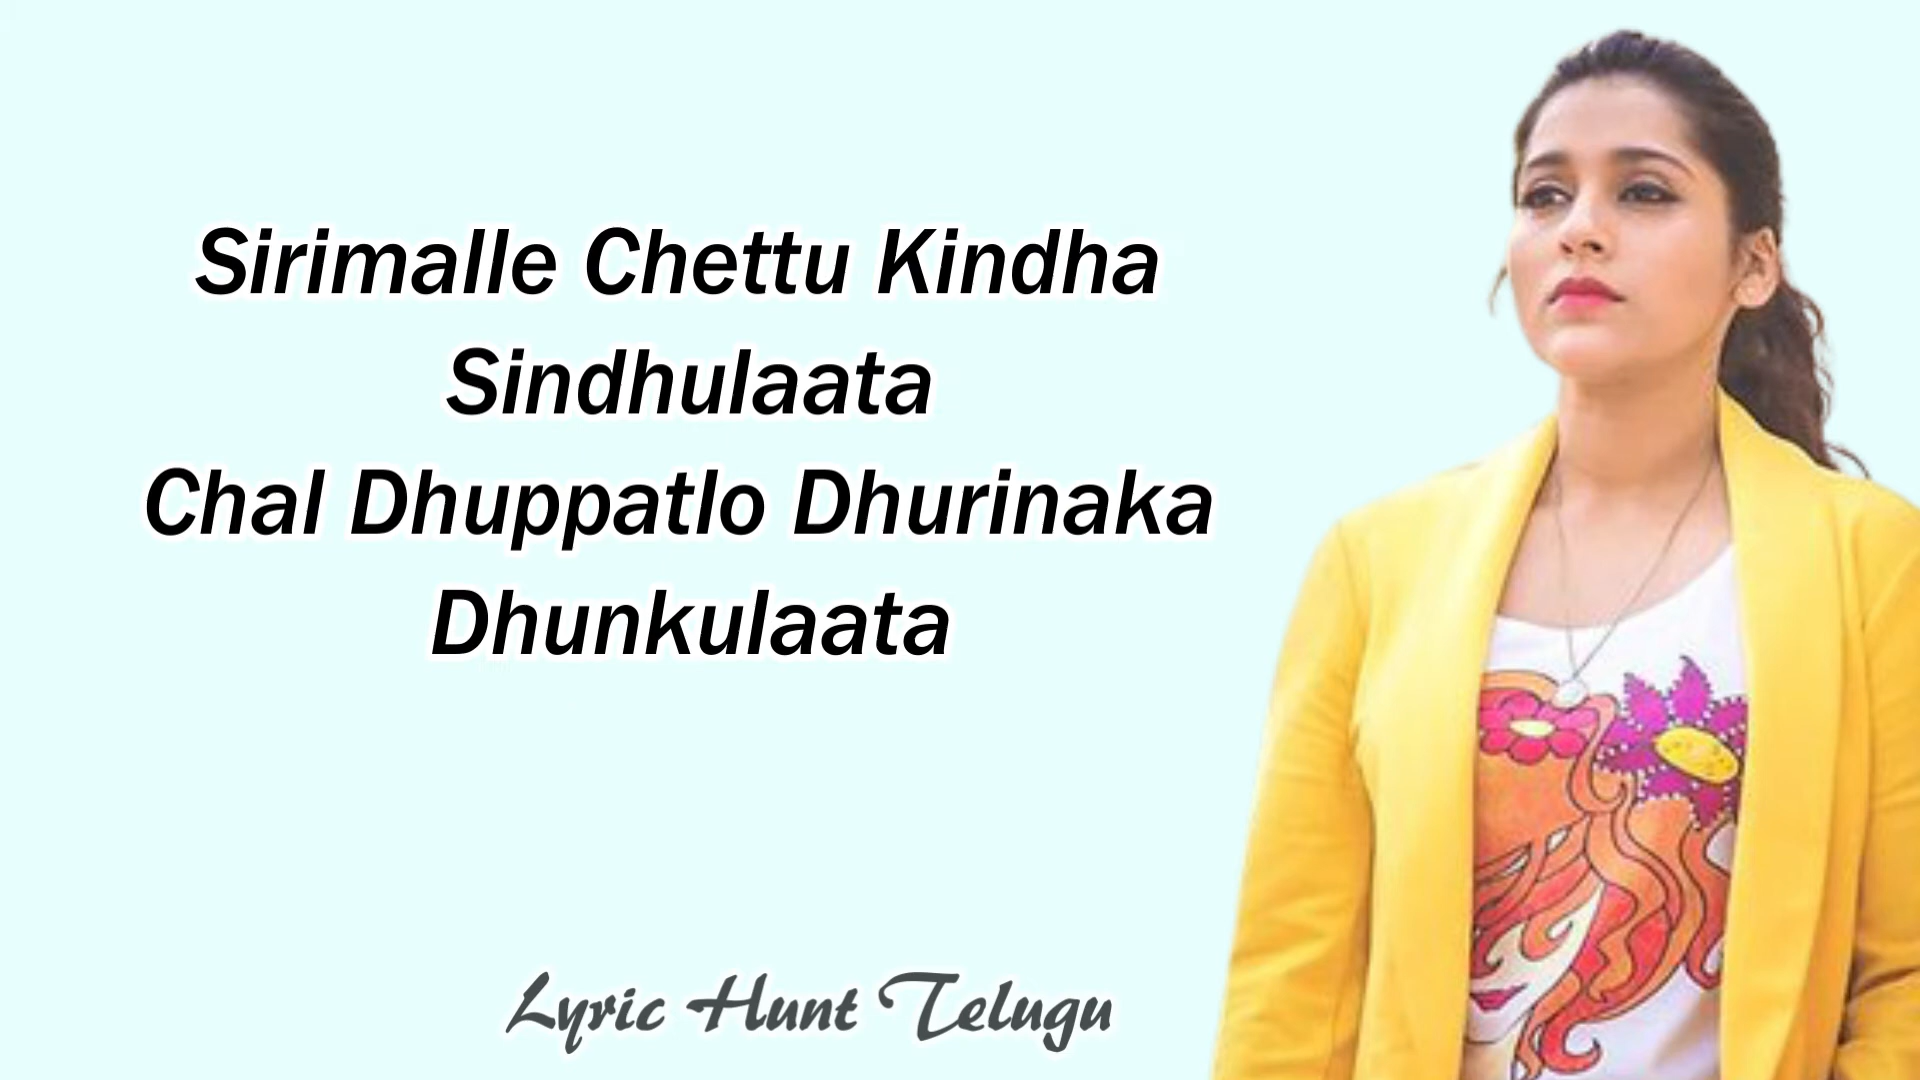 Sirimalle Chettu Kindha
Sindhulaata
Chal Dhuppatlo Dhurinaka
Dhunkulaata
Lyric Hunt Telugu